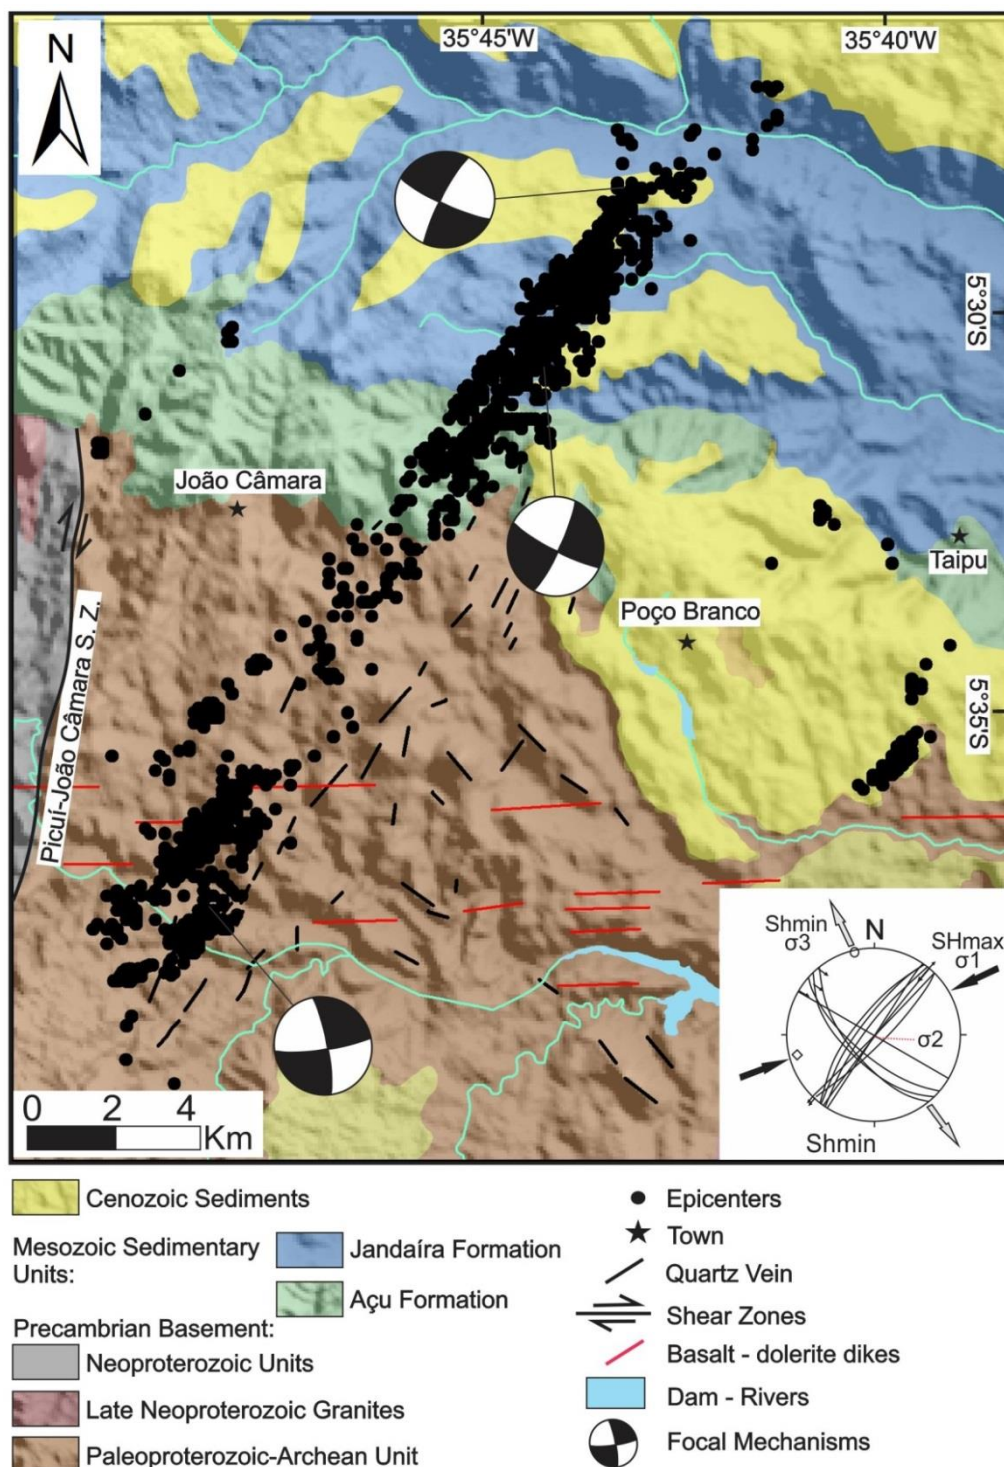 35°45'W
35°40'W
N
5°30'S
João Câmara
Taipu
Poço Branco
5°35'S
Picuí-João Câmara S. Z.
Shmin
σ3
N
SHmax
σ1
σ2
Shmin
0 2 4
Km
Cenozoic Sediments
Mesozoic Sedimentary
Units:
Jandaíra Formation
Açu Formation
Precambrian Basement:
Neoproterozoic Units
Late Neoproterozoic Granites
Paleoproterozoic-Archean Unit
Epicenters
Town
Quartz Vein
Shear Zones
Basalt - dolerite dikes
Dam - Rivers
Focal Mechanisms